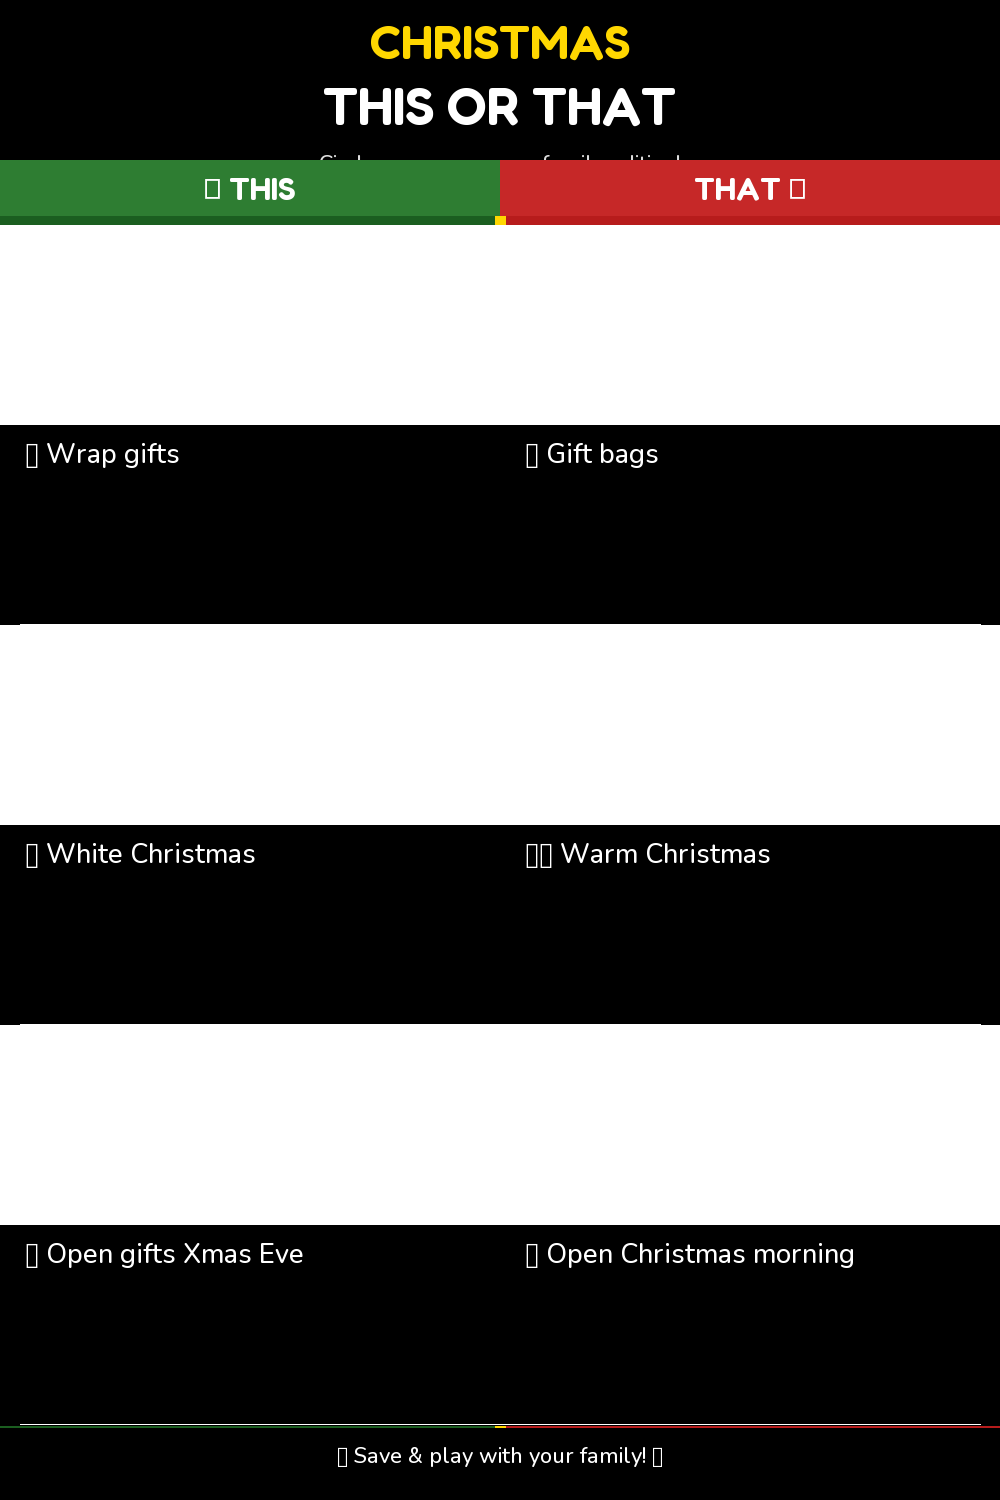 CHRISTMAS
THIS OR THAT
THIS
THAT
Wrap gifts
Gift bags
White Christmas
Warm Christmas
Open gifts Xmas Eve
Open Christmas morning
Save & play with your family!